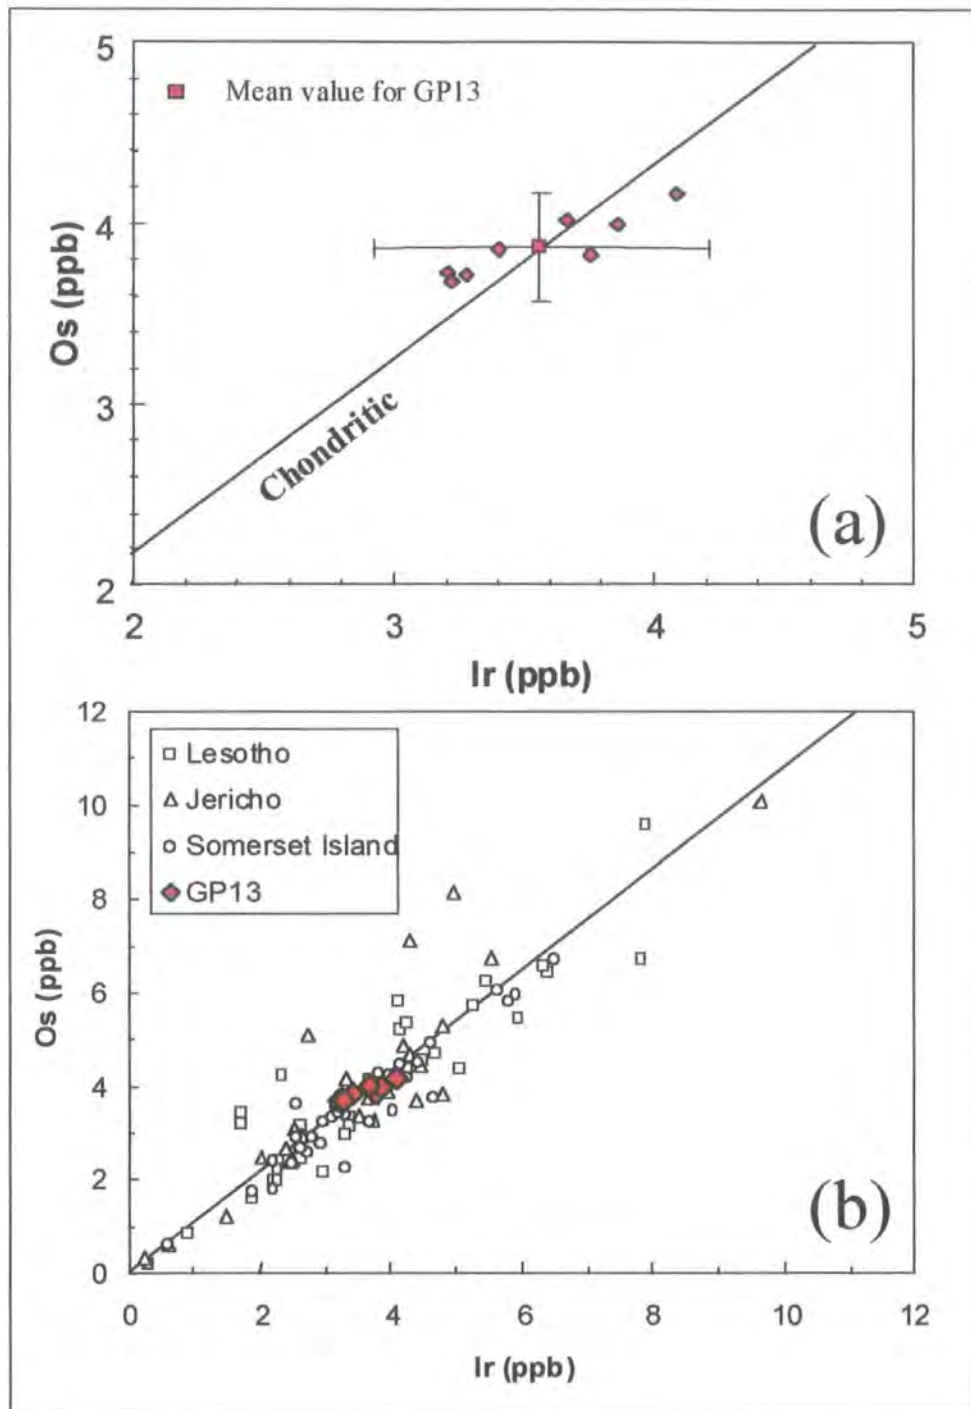 5
Mean value for GP13
4
Os (ppb)
3
Chondritic
(a)
2
2 3 4 5
Ir (ppb)
12
Lesotho
Jericho
Somerset Island
GP13
10
8
Os (ppb)
6
4
2
(b)
0
0 2 4 6 8 10 12
Ir (ppb)